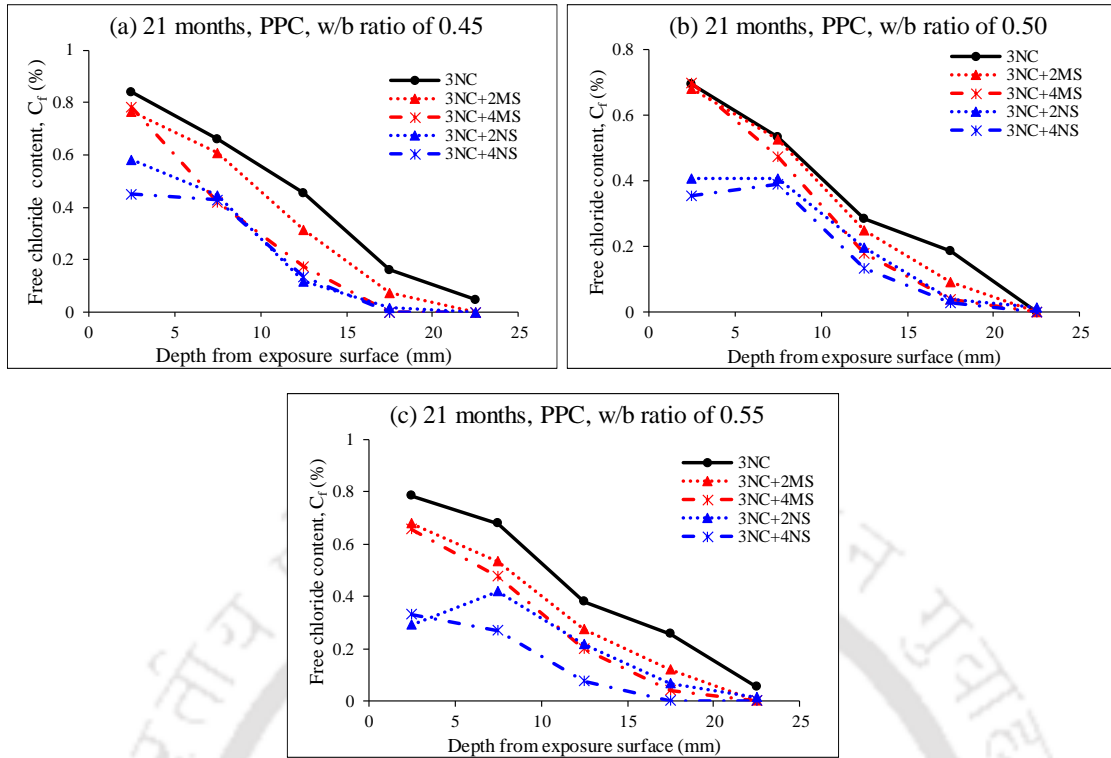 (a) 21 months, PPC, w/b ratio of 0.45
1
0.8
0.6
0.4
0.2
0
0 5 10 15 20 25
Free chloride content, Cf (%)
Depth from exposure surface (mm)
3NC
3NC+2MS
3NC+4MS
3NC+2NS
3NC+4NS
(b) 21 months, PPC, w/b ratio of 0.50
0.8
0.6
0.4
0.2
0
0 5 10 15 20 25
Free chloride content, Cf (%)
Depth from exposure surface (mm)
3NC
3NC+2MS
3NC+4MS
3NC+2NS
3NC+4NS
(c) 21 months, PPC, w/b ratio of 0.55
1
0.8
0.6
0.4
0.2
0
0 5 10 15 20 25
Free chloride content, Cf (%)
Depth from exposure surface (mm)
3NC
3NC+2MS
3NC+4MS
3NC+2NS
3NC+4NS